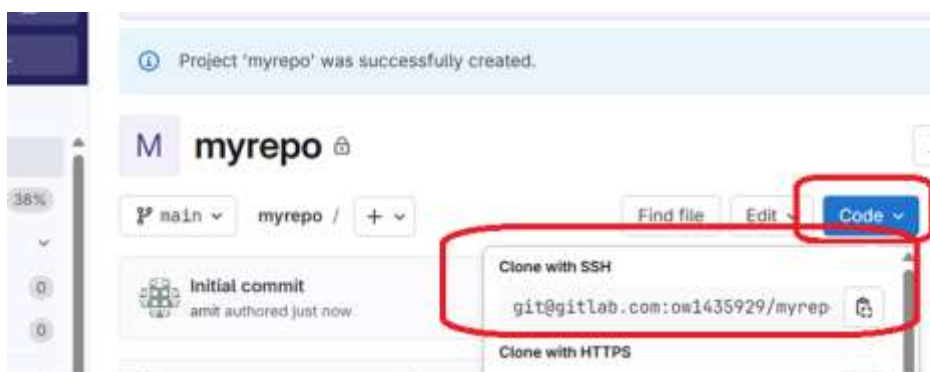 Project 'myrepo' was successfully created.
M myrepo
38%
main myrepo / +
Find file Edit Code
Clone with SSH
0
Initial commit
git@gitlab.com:ow1435929/myrep
amit authored just now
0
Clone with HTTPS